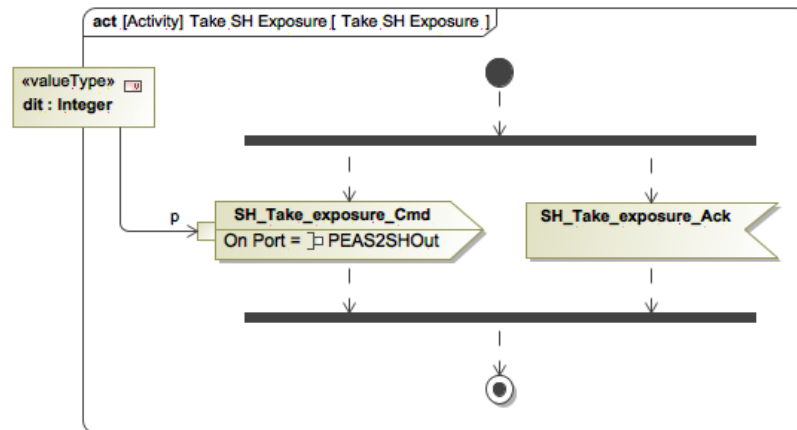 act [Activity] Take SH Exposure [ Take SH Exposure ]
«valueType»
dit : Integer
p
SH_Take_exposure_Cmd
On Port = PEAS2SHOut
SH_Take_exposure_Ack